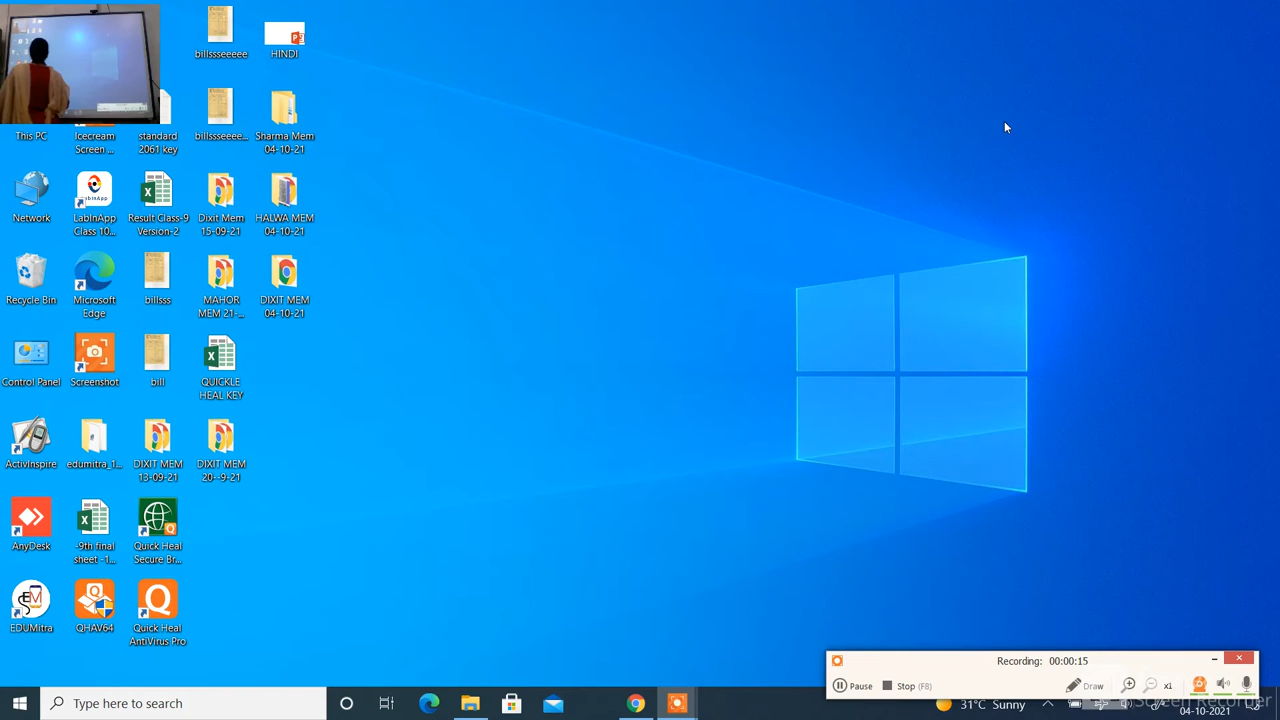 This PC
Icecream
Screen ...
standard
2061 key
billssseeeee
HINDI
billssseeee...
Sharma Mem
04-10-21
Network
LabInApp
Class 10...
Result Class-9
Version-2
Dixit Mem
15-09-21
HALWA MEM
04-10-21
Recycle Bin
Microsoft
Edge
billsss
MAHOR
MEM 21-...
DIXIT MEM
04-10-21
Control Panel
Screenshot
bill
QUICKLE
HEAL KEY
ActivInspire
edumitra_1...
DIXIT MEM
13-09-21
DIXIT MEM
20--9-21
AnyDesk
-9th final
sheet -1...
Quick Heal
Secure Br...
EDUMitra
QHAV64
Quick Heal
AntiVirus Pro
Recording: 00:00:15
Pause
Stop (F8)
Draw
x1
Type here to search
31°C Sunny
04-10-2021
Screen Recorder